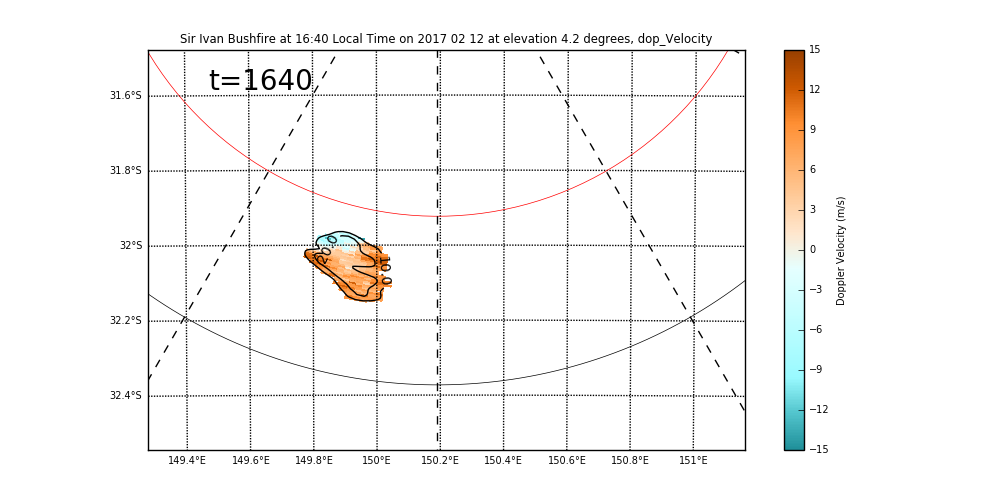 Sir Ivan Bushfire at 16:40 Local Time on 2017 02 12 at elevation 4.2 degrees, dop_Velocity
t=1640
31.6°S
31.8°S
32°S
32.2°S
32.4°S
20.0
10.0
149.4°E 149.6°E 149.8°E 150°E 150.2°E 150.4°E 150.6°E 150.8°E 151°E
15
12
9
6
3
0
−3
−6
−9
−12
−15
Doppler Velocity (m/s)